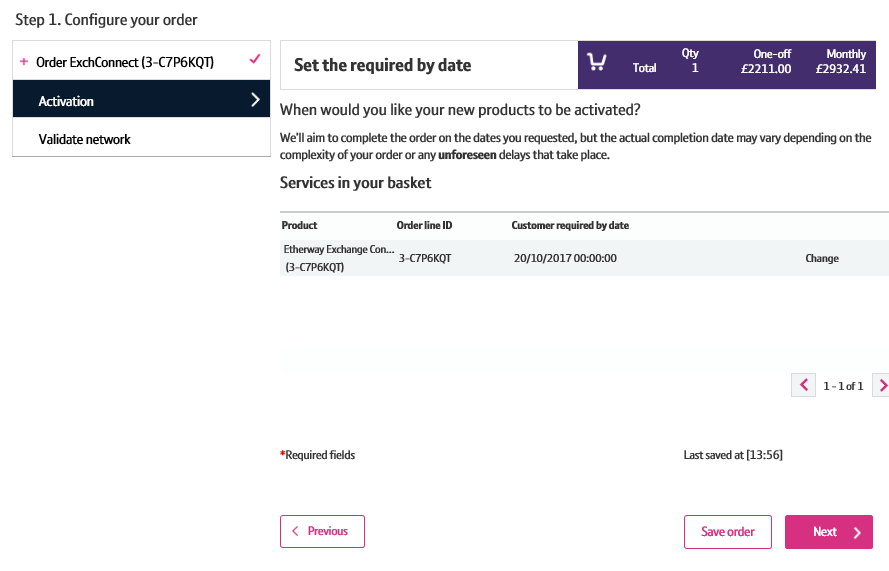 Step 1. Configure your order
+ Order ExchConnect (3-C7P6KQT)
Activation
Validate network
Set the required by date
Total
Qty
1
One-off
£2211.00
Monthly
£2932.41
When would you like your new products to be activated?
We'll aim to complete the order on the dates you requested, but the actual completion date may vary depending on the
complexity of your order or any unforeseen delays that take place.
Services in your basket
Product Order line ID Customer required by date
Etherway Exchange Con...
(3-C7P6KQT)
3-C7P6KQT 20/10/2017 00:00:00 Change
1 - 1 of 1
*Required fields Last saved at [13:56]
Previous Save order Next